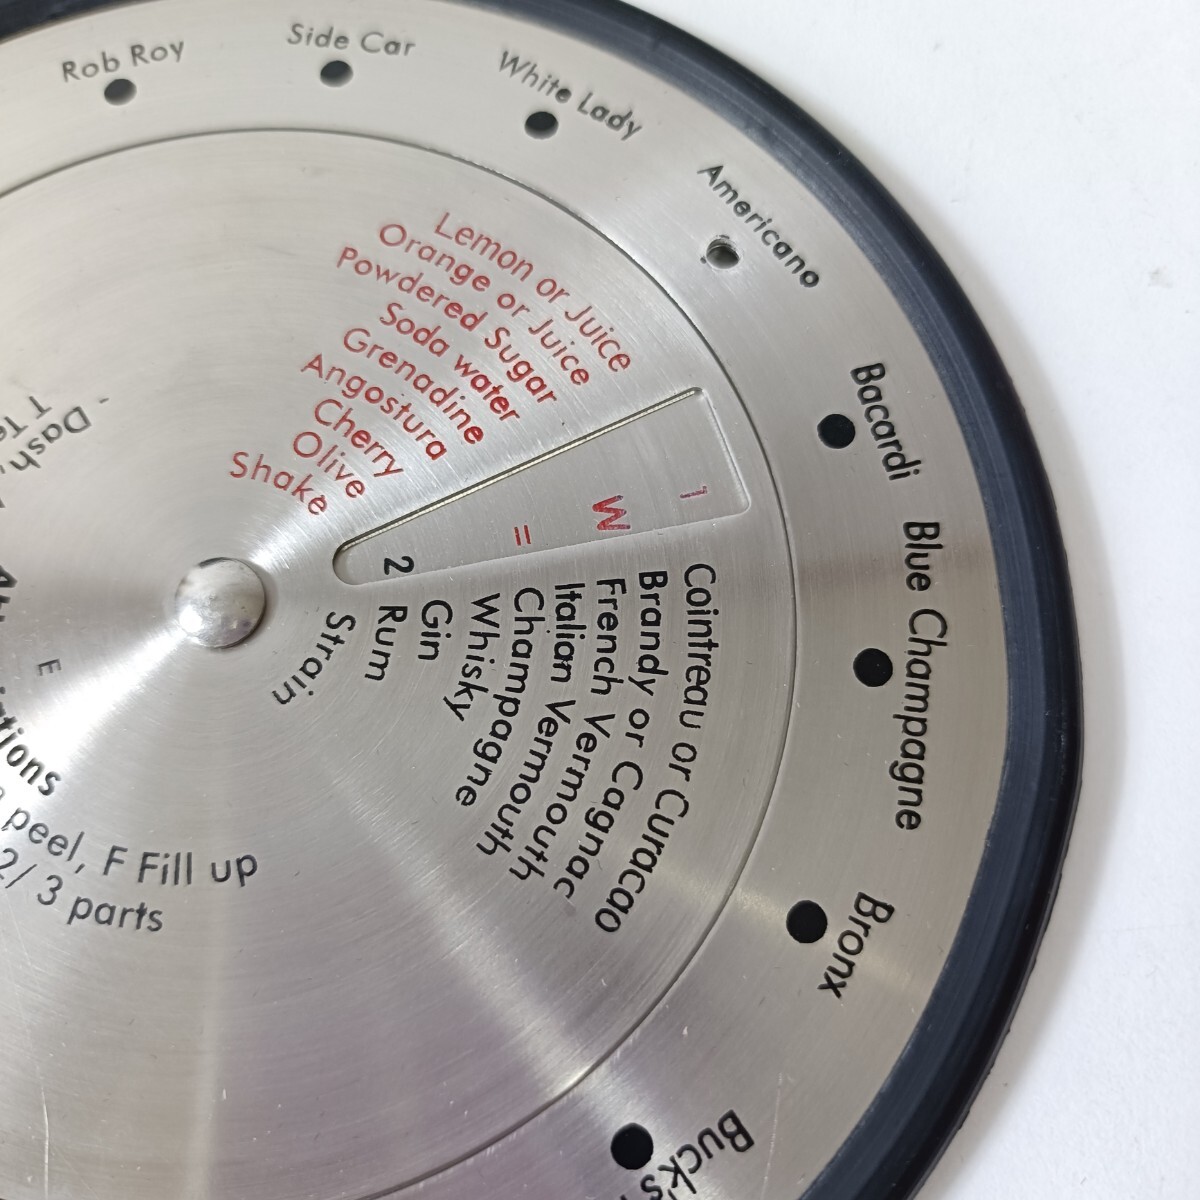 Rob Roy
Side Car
White Lady
Americano
Bacardi
Blue Champagne
Bronx
Buck's
Lemon or Juice
Orange or Juice
Powdered Sugar
Soda water
Grenadine
Angostura
Cherry
Olive
Shake
1
W
=
2
Cointreau or Curacao
Brandy or Cagnac
French Vermouth
Italian Vermouth
Champagne
Whisky
Gin
Rum
Strain
Dash,
T
E
peel, F Fill up
2/ 3 parts